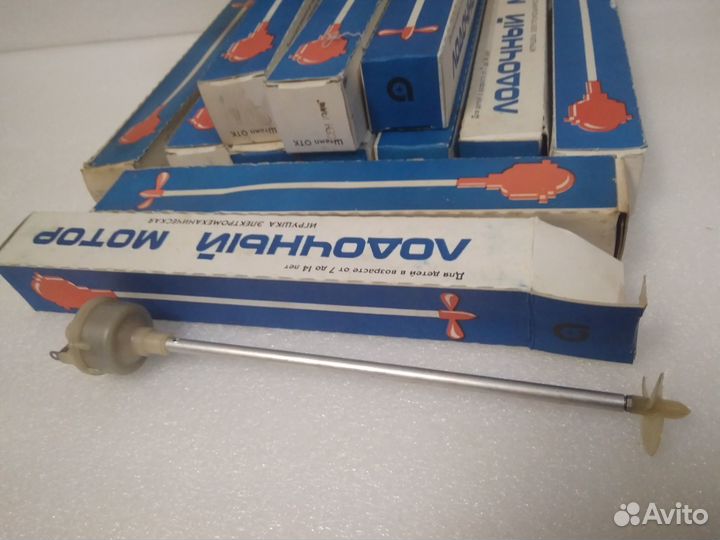 ЛОДОЧНЫЙ МОТОР
ИГРУШКА ЭЛЕКТРОМЕХАНИЧЕСКАЯ
Для детей в возрасте от 7 до 14 лет
Штамп ОТК
Штамп ОТК
ЛОДОЧНЫЙ
Avito